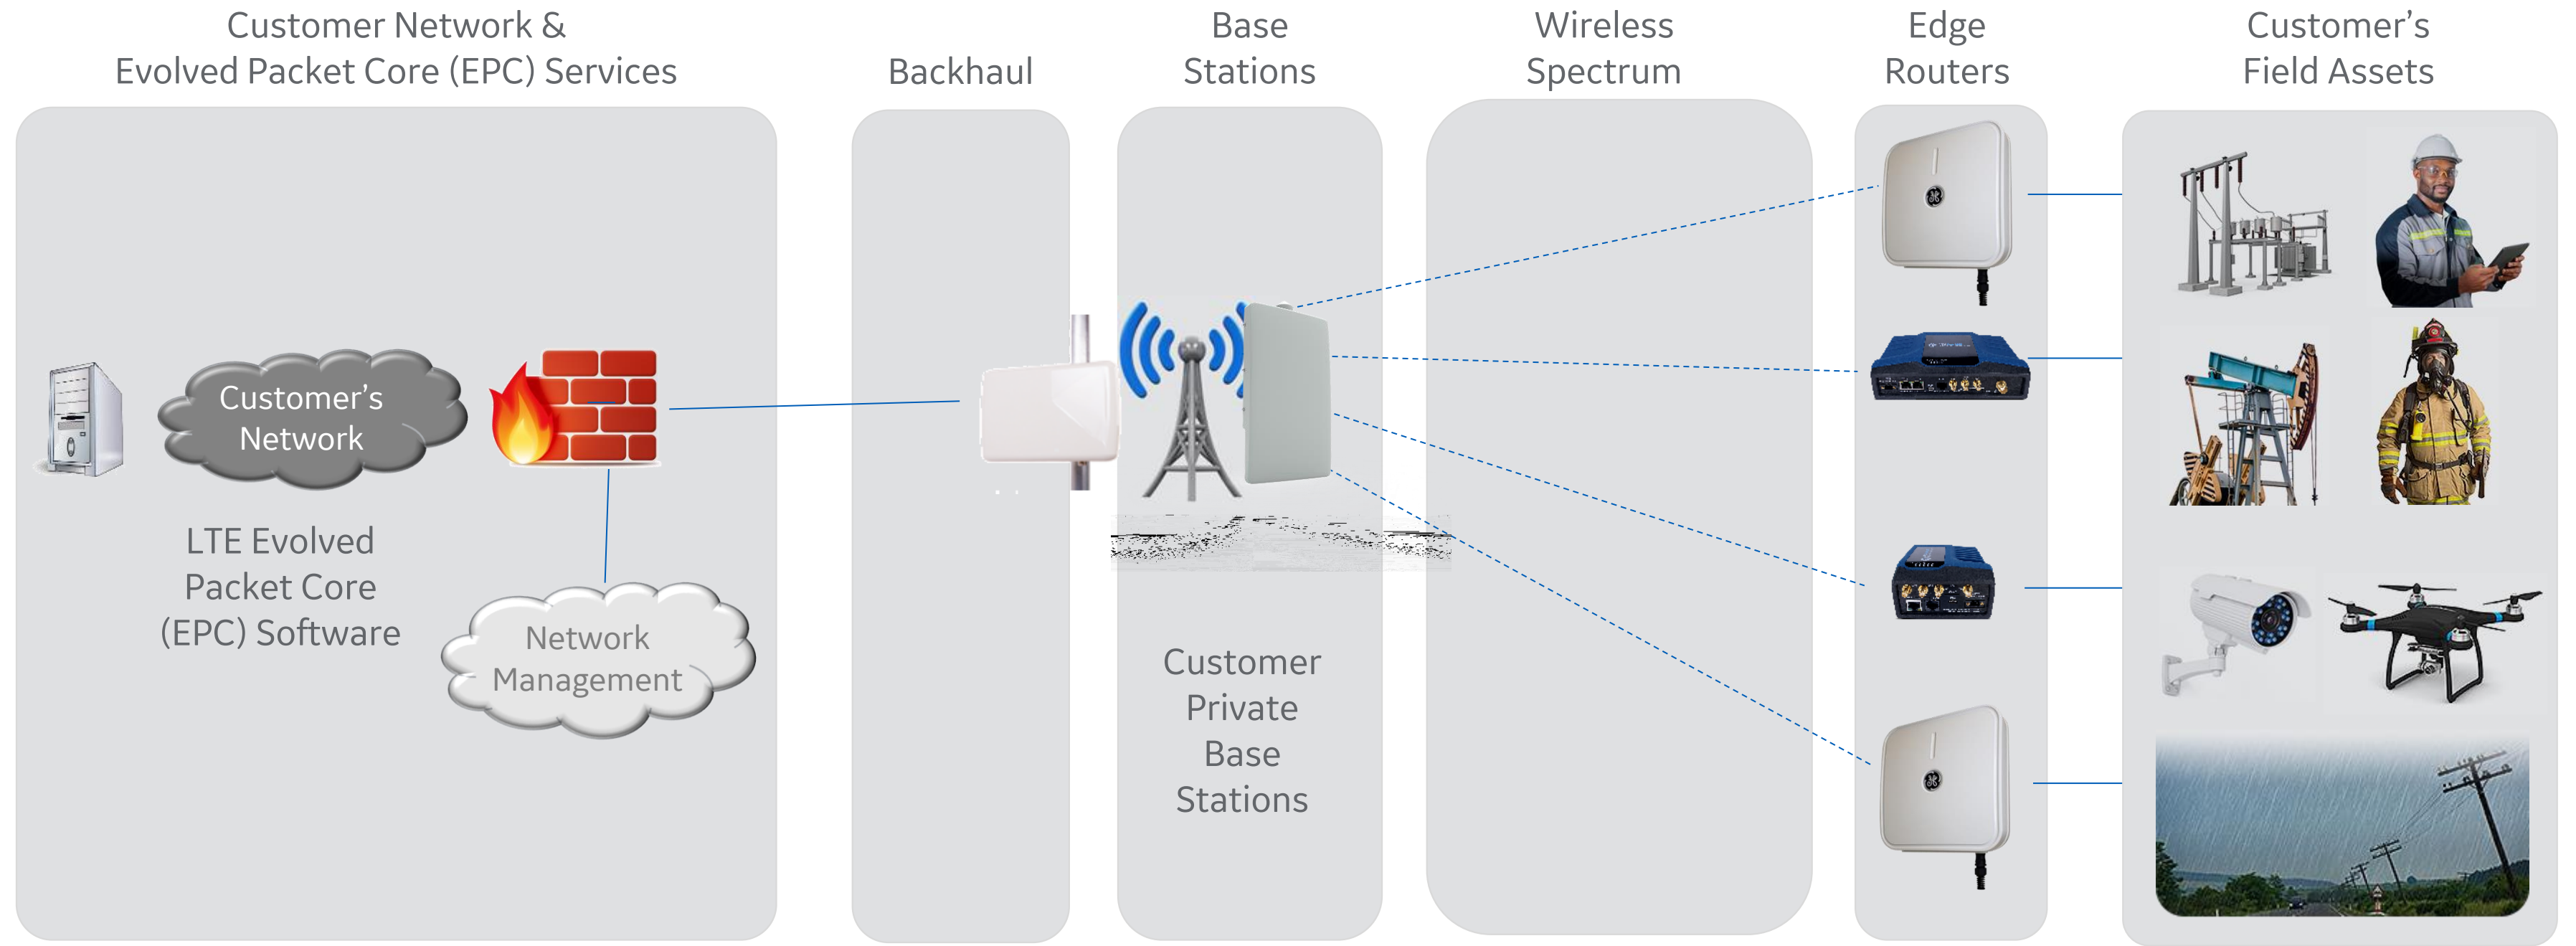 Customer Network &
Evolved Packet Core (EPC) Services
Backhaul
Base
Stations
Wireless
Spectrum
Edge
Routers
Customer's
Field Assets
Customer's
Network
LTE Evolved
Packet Core
(EPC) Software
Network
Management
Customer
Private
Base
Stations